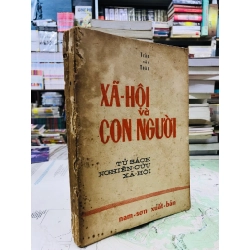 XÃ-HỘI
và
CON NGƯỜI
TỦ SÁCH
NGHIÊN-CỨU
XÃ-HỘI
nam-sơn xuất-bản